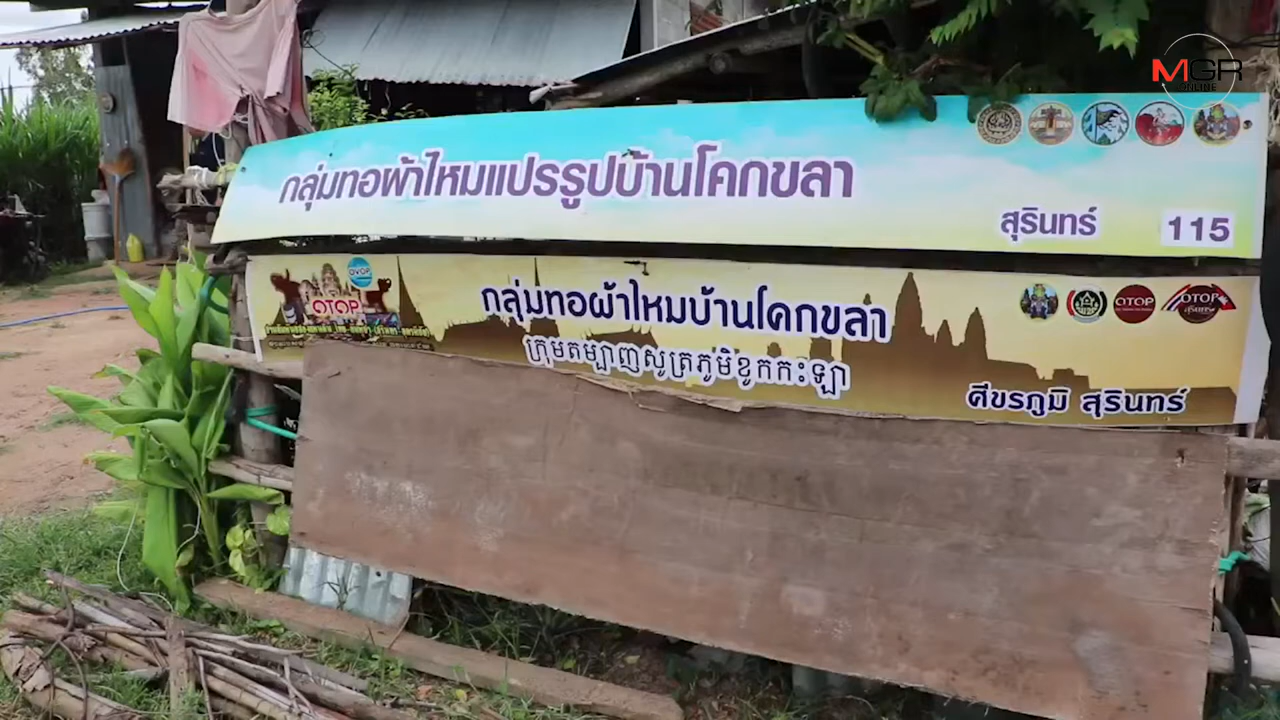 MGR
ONLINE
กลุ่มทอผ้าไหมแปรรูปบ้านโคกขลา
สุรินทร์ 115
OVOP
OTOP
กลุ่มทอผ้าไหมบ้านโคกขลา
OTOP
OTOP
ក្រុមតម្បាញសូត្រភូមិខូកកះឡា
ศีขรภูมิ สุรินทร์